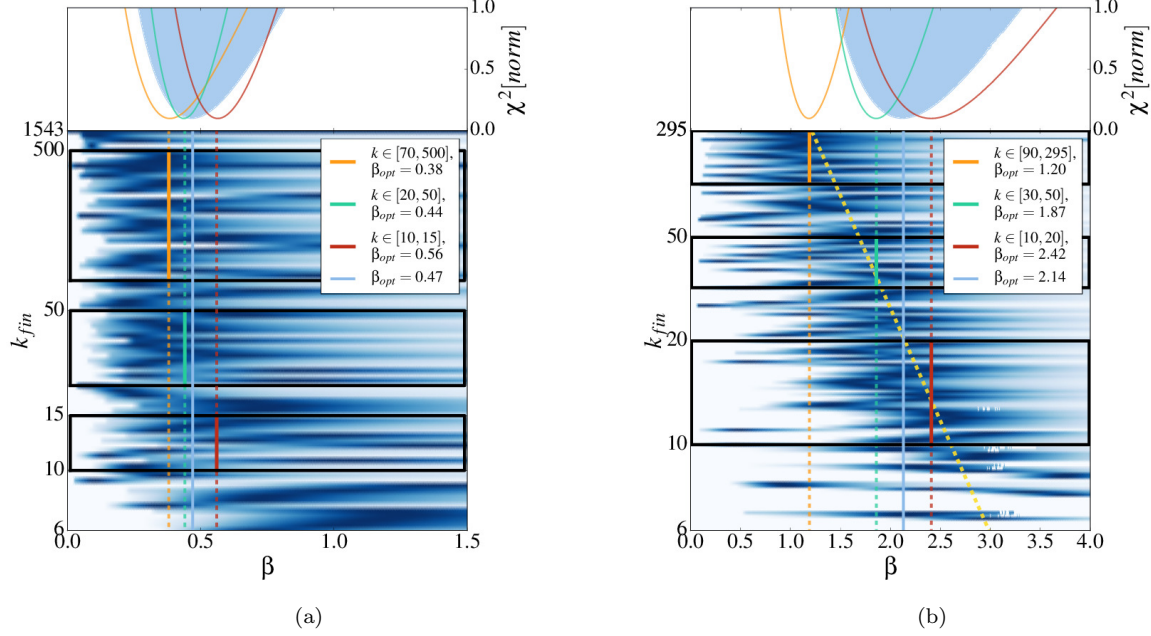 1.0
0.5
0.0
χ²[norm]
1543
500
50
15
10
6
k_fin
k ∈ [70, 500],
β_opt = 0.38
k ∈ [20, 50],
β_opt = 0.44
k ∈ [10, 15],
β_opt = 0.56
β_opt = 0.47
0.0 0.5 1.0 1.5
β
(a)
1.0
0.5
0.0
χ²[norm]
295
50
20
10
6
k_fin
k ∈ [90, 295],
β_opt = 1.20
k ∈ [30, 50],
β_opt = 1.87
k ∈ [10, 20],
β_opt = 2.42
β_opt = 2.14
0.0 0.5 1.0 1.5 2.0 2.5 3.0 3.5 4.0
β
(b)